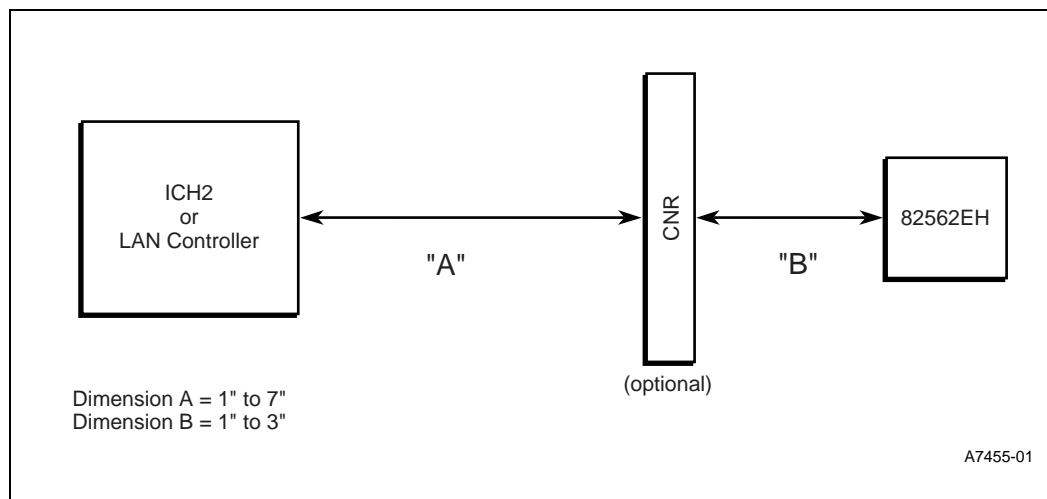 ICH2
or
LAN Controller
"A"
CNR
(optional)
"B"
82562EH
Dimension A = 1" to 7"
Dimension B = 1" to 3"
A7455-01